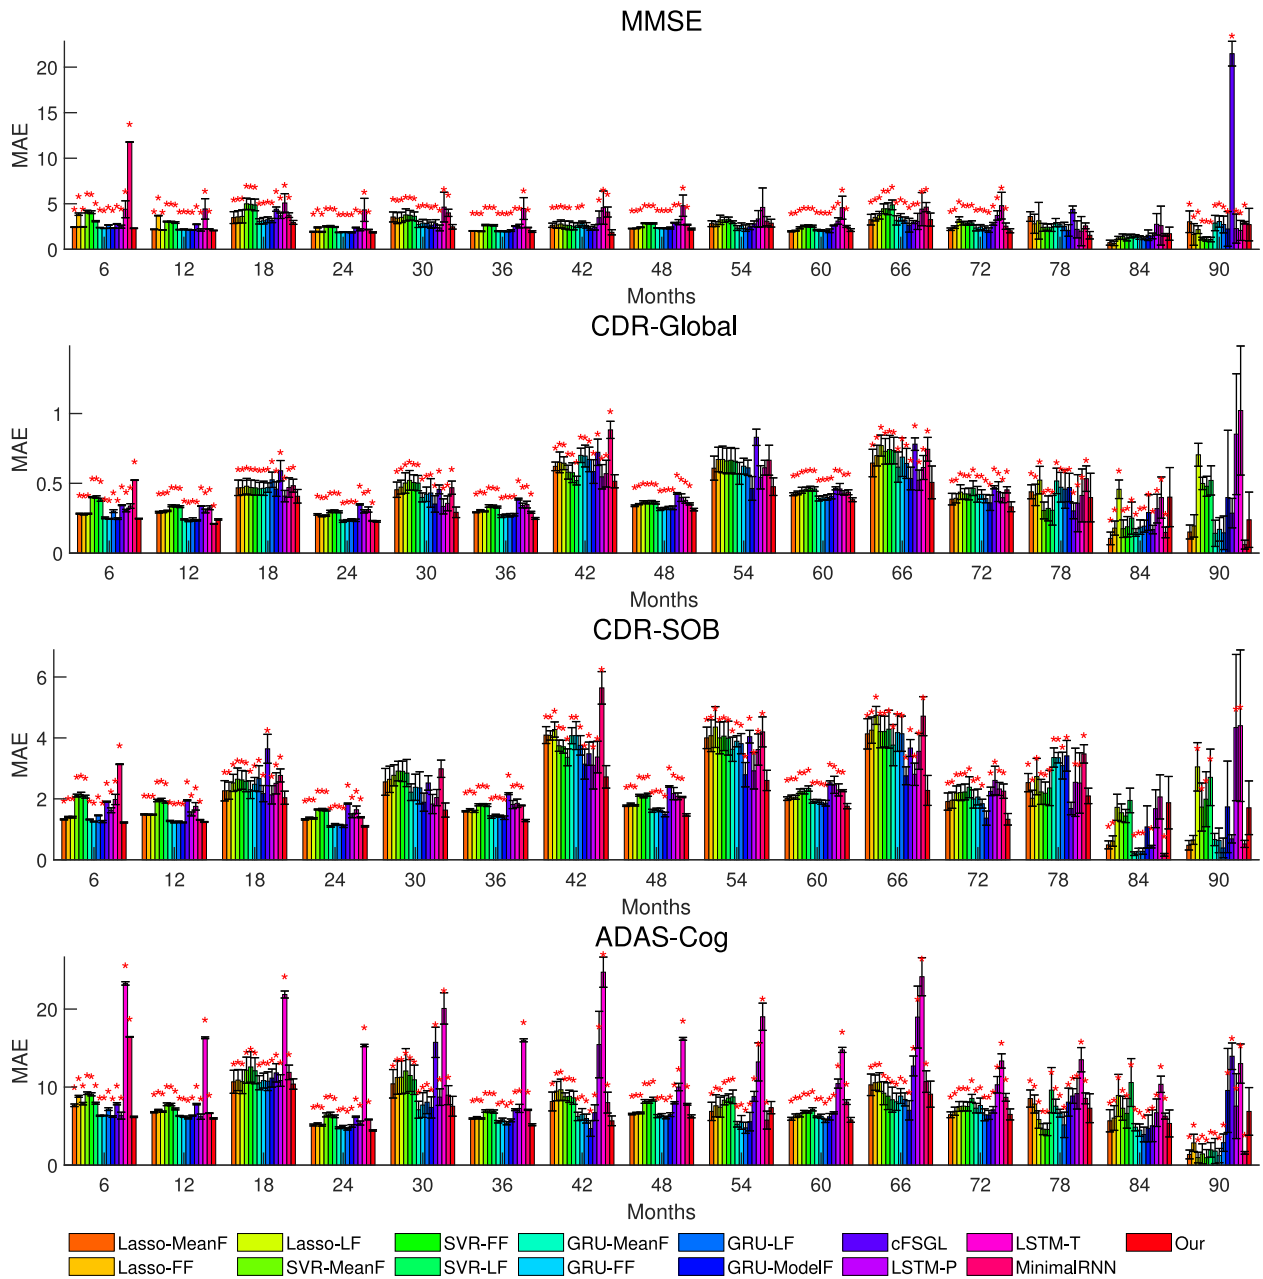 MMSE
MAE
20
15
10
5
0
6 12 18 24 30 36 42 48 54 60 66 72 78 84 90
Months
CDR-Global
MAE
1
0.5
0
6 12 18 24 30 36 42 48 54 60 66 72 78 84 90
Months
CDR-SOB
MAE
6
4
2
0
6 12 18 24 30 36 42 48 54 60 66 72 78 84 90
Months
ADAS-Cog
MAE
20
10
0
6 12 18 24 30 36 42 48 54 60 66 72 78 84 90
Months
Lasso-MeanF Lasso-LF SVR-FF GRU-MeanF GRU-LF cFSGL LSTM-T Our
Lasso-FF SVR-MeanF SVR-LF GRU-FF GRU-ModelF LSTM-P MinimalRNN